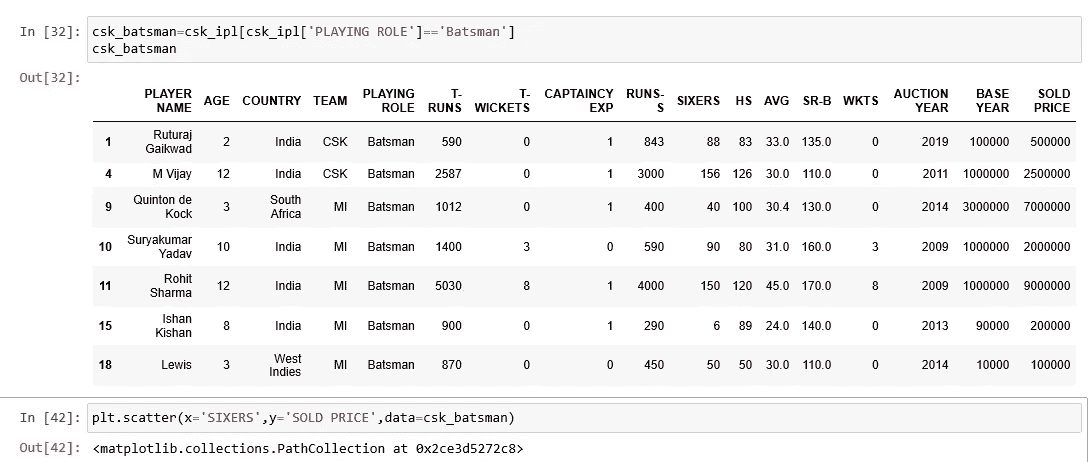 In [32]: csk_batsman=csk_ipl[csk_ipl['PLAYING ROLE']=='Batsman']
csk_batsman
Out[32]:
PLAYER NAME AGE COUNTRY TEAM PLAYING ROLE T-RUNS T-WICKETS CAPTAINCY EXP RUNS-S SIXERS HS AVG SR-B WKTS AUCTION YEAR BASE YEAR SOLD PRICE
1 Ruturaj Gaikwad 2 India CSK Batsman 590 0 1 843 88 83 33.0 135.0 0 2019 100000 500000
4 M Vijay 12 India CSK Batsman 2587 0 1 3000 156 126 30.0 110.0 0 2011 1000000 2500000
9 Quinton de Kock 3 South Africa MI Batsman 1012 0 1 400 40 100 30.4 130.0 0 2014 3000000 7000000
10 Suryakumar Yadav 10 India MI Batsman 1400 3 0 590 90 80 31.0 160.0 3 2009 1000000 2000000
11 Rohit Sharma 12 India MI Batsman 5030 8 1 4000 150 120 45.0 170.0 8 2009 1000000 9000000
15 Ishan Kishan 8 India MI Batsman 900 0 1 290 6 89 24.0 140.0 0 2013 90000 200000
18 Lewis 3 West Indies MI Batsman 870 0 0 450 50 50 30.0 110.0 0 2014 10000 100000
In [42]: plt.scatter(x='SIXERS',y='SOLD PRICE',data=csk_batsman)
Out[42]: <matplotlib.collections.PathCollection at 0x2ce3d5272c8>